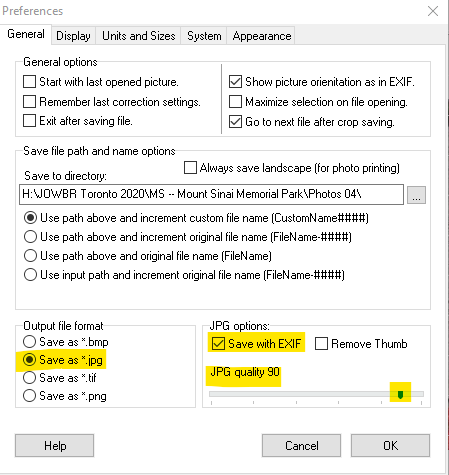 Preferences
General Display Units and Sizes System Appearance
General options
Start with last opened picture.
Remember last correction settings.
Exit after saving file.
Show picture orienitation as in EXIF.
Maximize selection on file opening.
Go to next file after crop saving.
Save file path and name options
Always save landscape (for photo printing)
Save to directory:
H:\JOWBR Toronto 2020\MS -- Mount Sinai Memorial Park\Photos 04\
...
Use path above and increment custom file name (CustomName####)
Use path above and increment original file name (FileName-####)
Use path above and original file name (FileName)
Use input path and increment original file name (FileName-####)
Output file format
Save as *.bmp
Save as *.jpg
Save as *.tif
Save as *.png
JPG options:
Save with EXIF Remove Thumb
JPG quality 90
Help Cancel OK